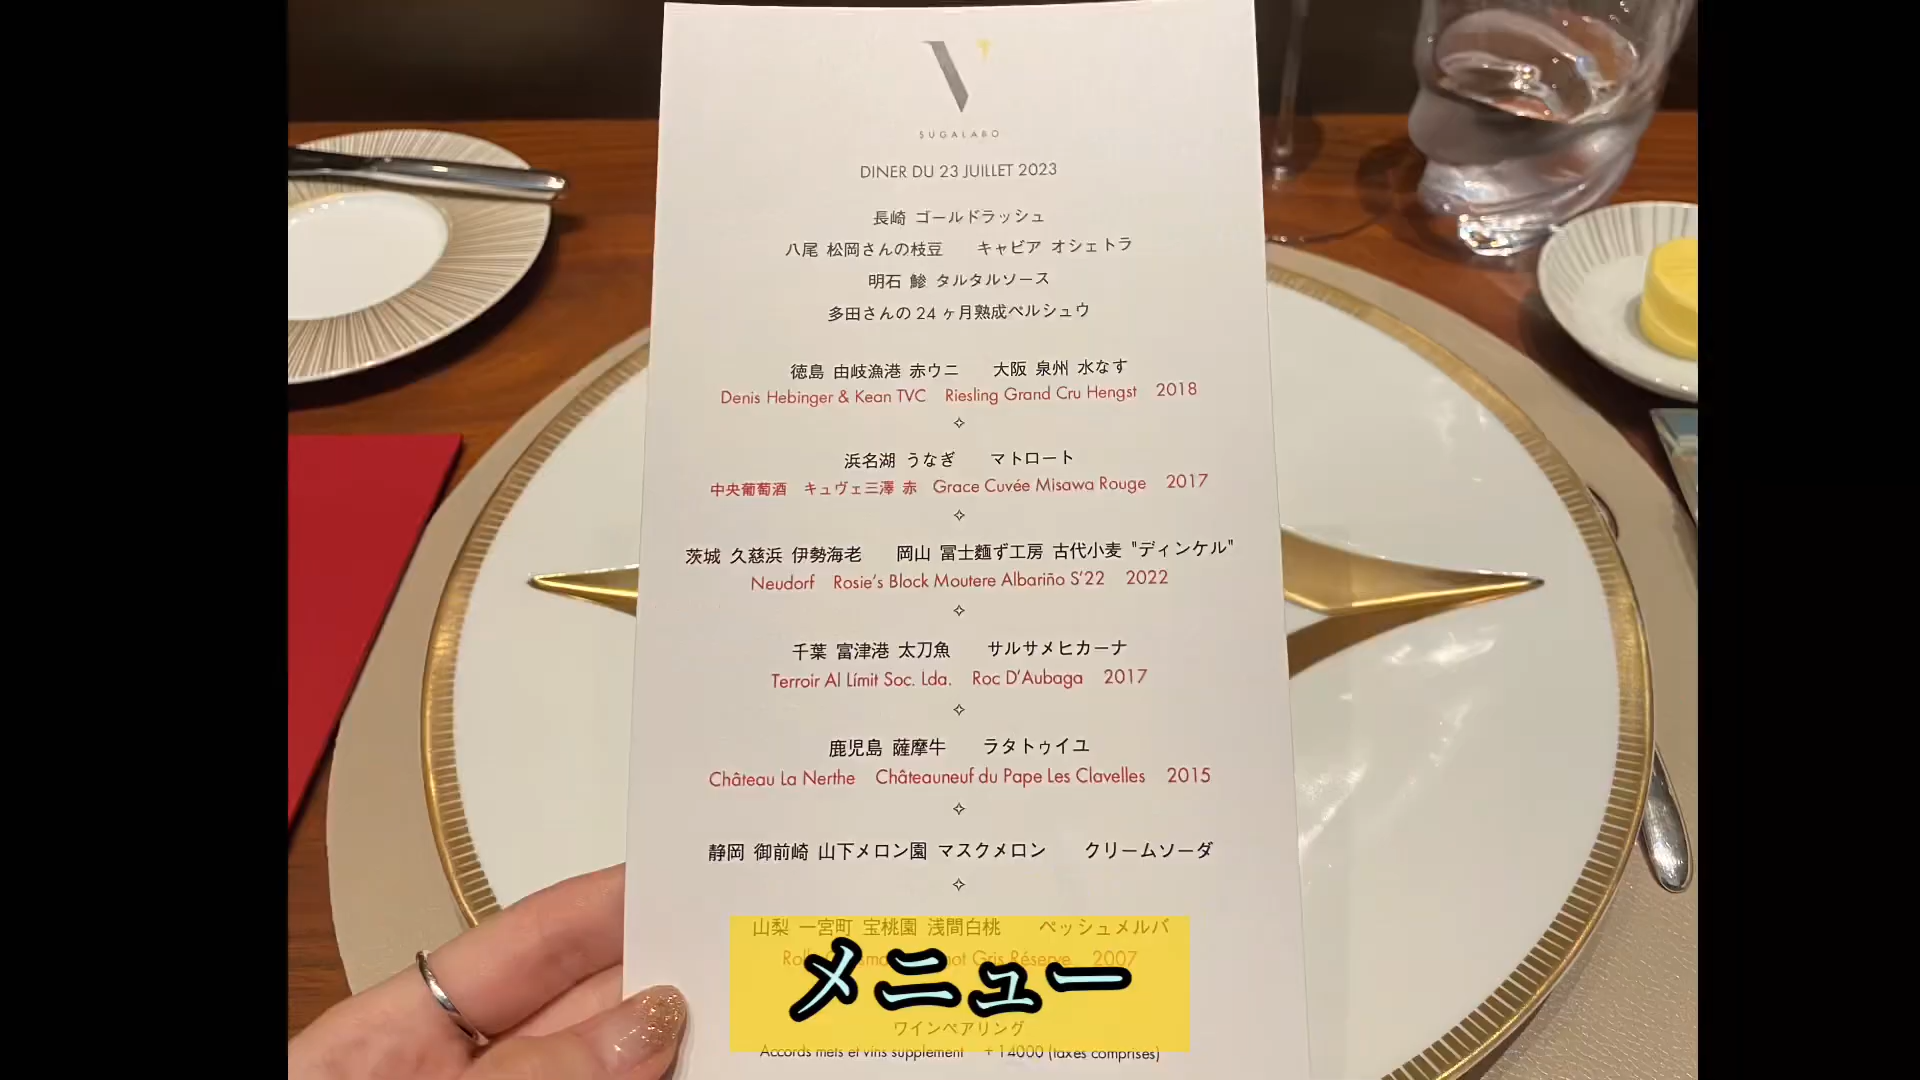 SUGALABO
DINER DU 23 JUILLET 2023
長崎 ゴールドラッシュ
八尾 松岡さんの枝豆 キャビア オシェトラ
明石 鯵 タルタルソース
多田さんの 24 ヶ月熟成ペルシュウ
徳島 由岐漁港 赤ウニ 大阪 泉州 水なす
Denis Hebinger & Kean TVC Riesling Grand Cru Hengst 2018
浜名湖 うなぎ マトロート
中央葡萄酒 キュヴェ三澤 赤 Grace Cuvée Misawa Rouge 2017
茨城 久慈浜 伊勢海老 岡山 冨士麺ず工房 古代小麦 "ディンケル"
Neudorf Rosie's Block Moutere Albariño S'22 2022
千葉 富津港 太刀魚 サルサメヒカーナ
Terroir Al Límit Soc. Lda. Roc D'Aubaga 2017
鹿児島 薩摩牛 ラタトゥイユ
Château La Nerthe Châteauneuf du Pape Les Clavelles 2015
静岡 御前崎 山下メロン園 マスクメロン クリームソーダ
山梨 一宮町 宝桃園 浅間白桃 ペッシュメルバ
Gris Réserve 2007
メニュー
ワインペアリング
Accords mets et vins supplément + 14000 (taxes comprises)